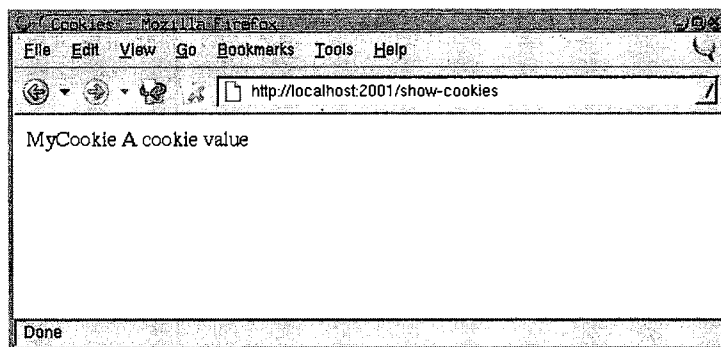 Cookies - Mozilla Firefox
File Edit View Go Bookmarks Tools Help
http://localhost:2001/show-cookies
MyCookie A cookie value
Done